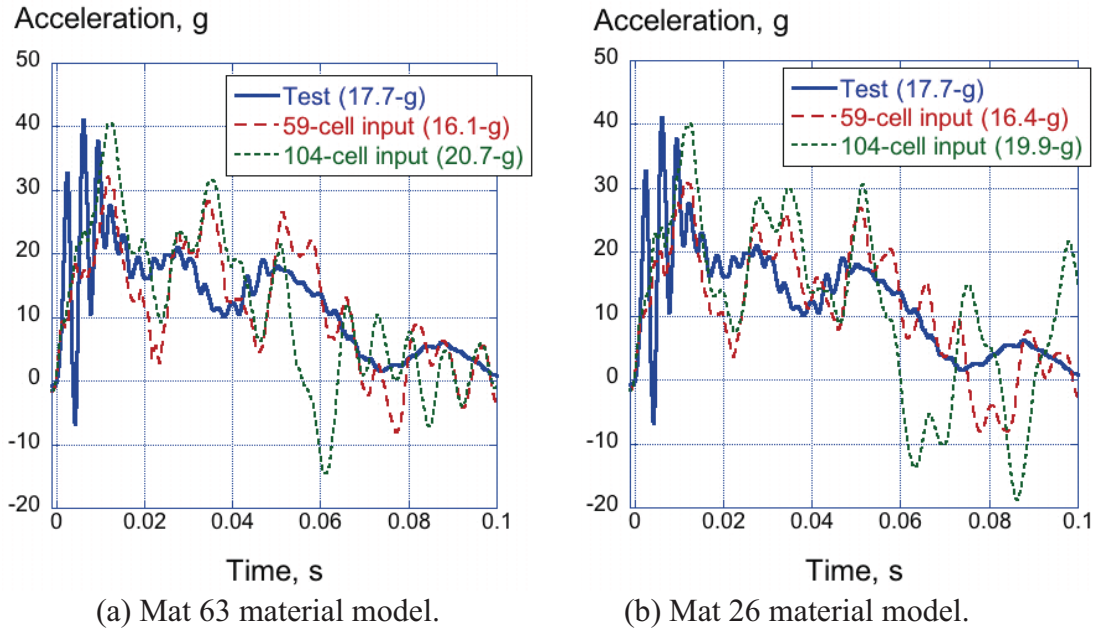 Acceleration, g
50
40
30
20
10
0
-10
-20
Test (17.7-g)
59-cell input (16.1-g)
104-cell input (20.7-g)
0 0.02 0.04 0.06 0.08 0.1
Time, s
(a) Mat 63 material model.
Acceleration, g
50
40
30
20
10
0
-10
-20
Test (17.7-g)
59-cell input (16.4-g)
104-cell input (19.9-g)
0 0.02 0.04 0.06 0.08 0.1
Time, s
(b) Mat 26 material model.